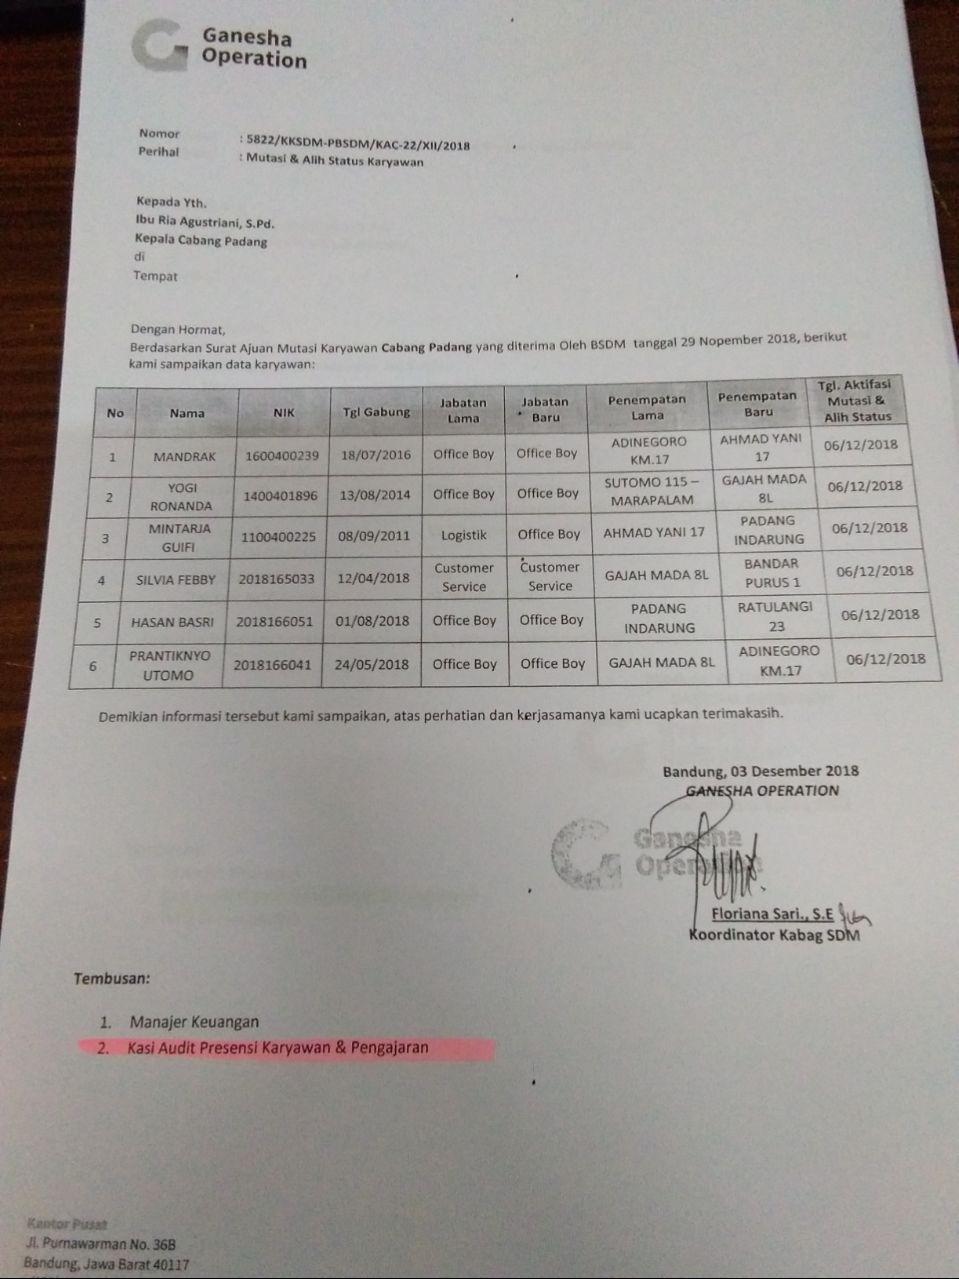 Ganesha
Operation
Nomor : 5822/KKSDM-PBSDM/KAC-22/XII/2018
Perihal : Mutasi & Alih Status Karyawan
Kepada Yth.
Ibu Ria Agustriani, S.Pd.
Kepala Cabang Padang
di
Tempat
Dengan Hormat,
Berdasarkan Surat Ajuan Mutasi Karyawan Cabang Padang yang diterima Oleh BSDM tanggal 29 Nopember 2018, berikut
kami sampaikan data karyawan:
No Nama NIK Tgl Gabung Jabatan Lama Jabatan Baru Penempatan Lama Penempatan Baru Tgl. Aktifasi Mutasi & Alih Status
1 MANDRAK 1600400239 18/07/2016 Office Boy Office Boy ADINEGORO KM.17 AHMAD YANI 17 06/12/2018
2 YOGI RONANDA 1400401896 13/08/2014 Office Boy Office Boy SUTOMO 115 – MARAPALAM GAJAH MADA 8L 06/12/2018
3 MINTARJA GUIFI 1100400225 08/09/2011 Logistik Office Boy AHMAD YANI 17 PADANG INDARUNG 06/12/2018
4 SILVIA FEBBY 2018165033 12/04/2018 Customer Service Customer Service GAJAH MADA 8L BANDAR PURUS 1 06/12/2018
5 HASAN BASRI 2018166051 01/08/2018 Office Boy Office Boy PADANG INDARUNG RATULANGI 23 06/12/2018
6 PRANTIKNYO UTOMO 2018166041 24/05/2018 Office Boy Office Boy GAJAH MADA 8L ADINEGORO KM.17 06/12/2018
Demikian informasi tersebut kami sampaikan, atas perhatian dan kerjasamanya kami ucapkan terimakasih.
Bandung, 03 Desember 2018
GANESHA OPERATION
Ganesha
Operation
Floriana Sari., S.E
Koordinator Kabag SDM
Tembusan:
1. Manajer Keuangan
2. Kasi Audit Presensi Karyawan & Pengajaran
Kantor Pusat
Jl. Purnawarman No. 36B
Bandung, Jawa Barat 40117